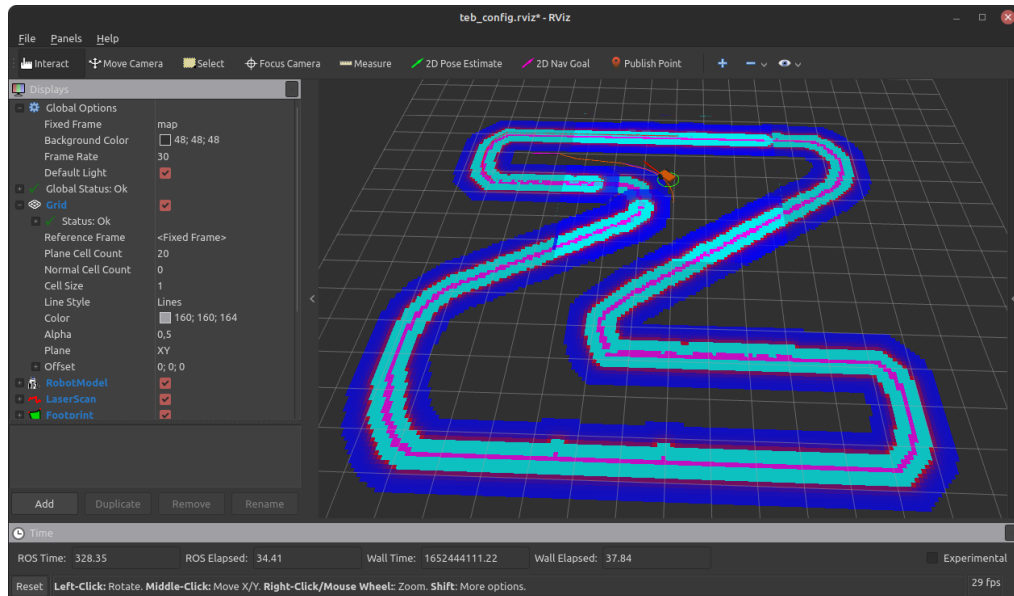 teb_config.rviz* - RViz
File Panels Help
Interact Move Camera Select Focus Camera Measure 2D Pose Estimate 2D Nav Goal Publish Point
Displays
Global Options
Fixed Frame map
Background Color 48; 48; 48
Frame Rate 30
Default Light
Global Status: Ok
Grid
Status: Ok
Reference Frame <Fixed Frame>
Plane Cell Count 20
Normal Cell Count 0
Cell Size 1
Line Style Lines
Color 160; 160; 164
Alpha 0,5
Plane XY
Offset 0; 0; 0
RobotModel
LaserScan
Footprint
Add Duplicate Remove Rename
Time
ROS Time: 328.35 ROS Elapsed: 34.41 Wall Time: 1652444111.22 Wall Elapsed: 37.84 Experimental
Reset Left-Click: Rotate. Middle-Click: Move X/Y. Right-Click/Mouse Wheel:: Zoom. Shift: More options. 29 fps